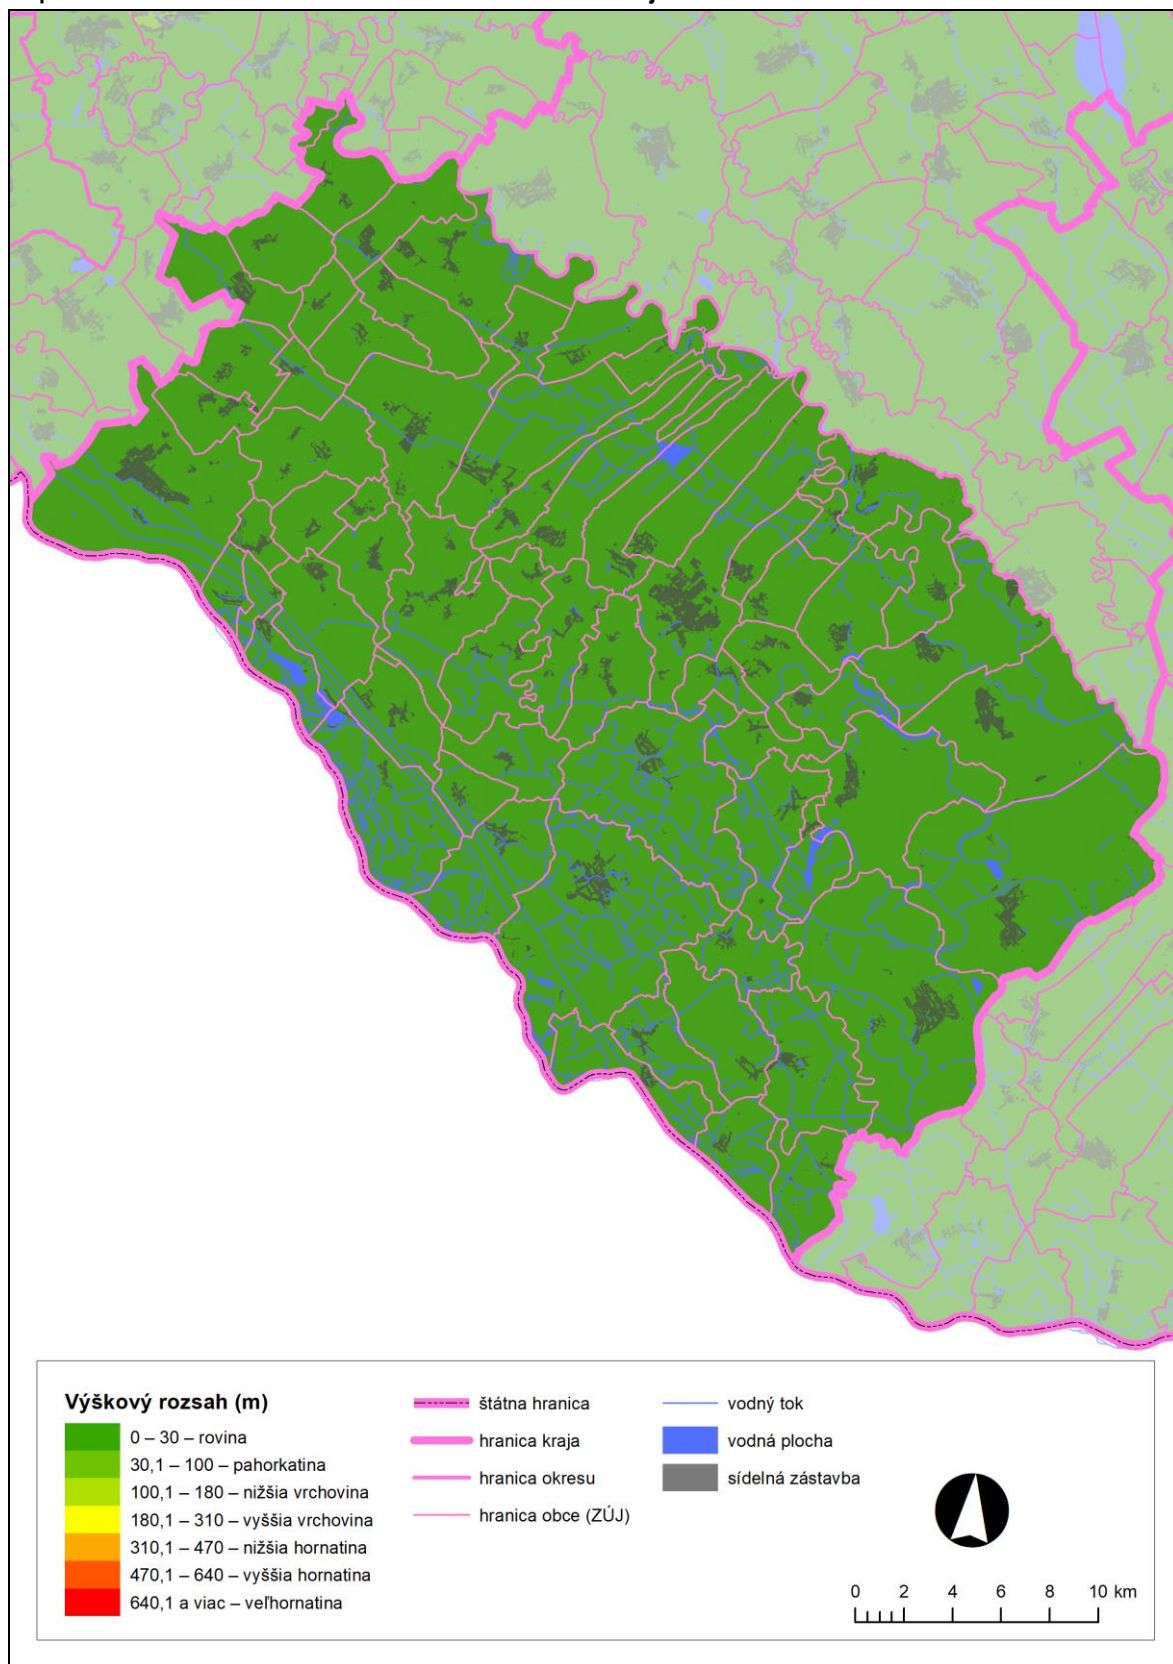 Výškový rozsah (m)
0 – 30 – rovina
30,1 – 100 – pahorkatina
100,1 – 180 – nižšia vrchovina
180,1 – 310 – vyššia vrchovina
310,1 – 470 – nižšia hornatina
470,1 – 640 – vyššia hornatina
640,1 a viac – veľhornatina
štátna hranica
hranica kraja
hranica okresu
hranica obce (ZÚJ)
vodný tok
vodná plocha
sídelná zástavba
0 2 4 6 8 10 km